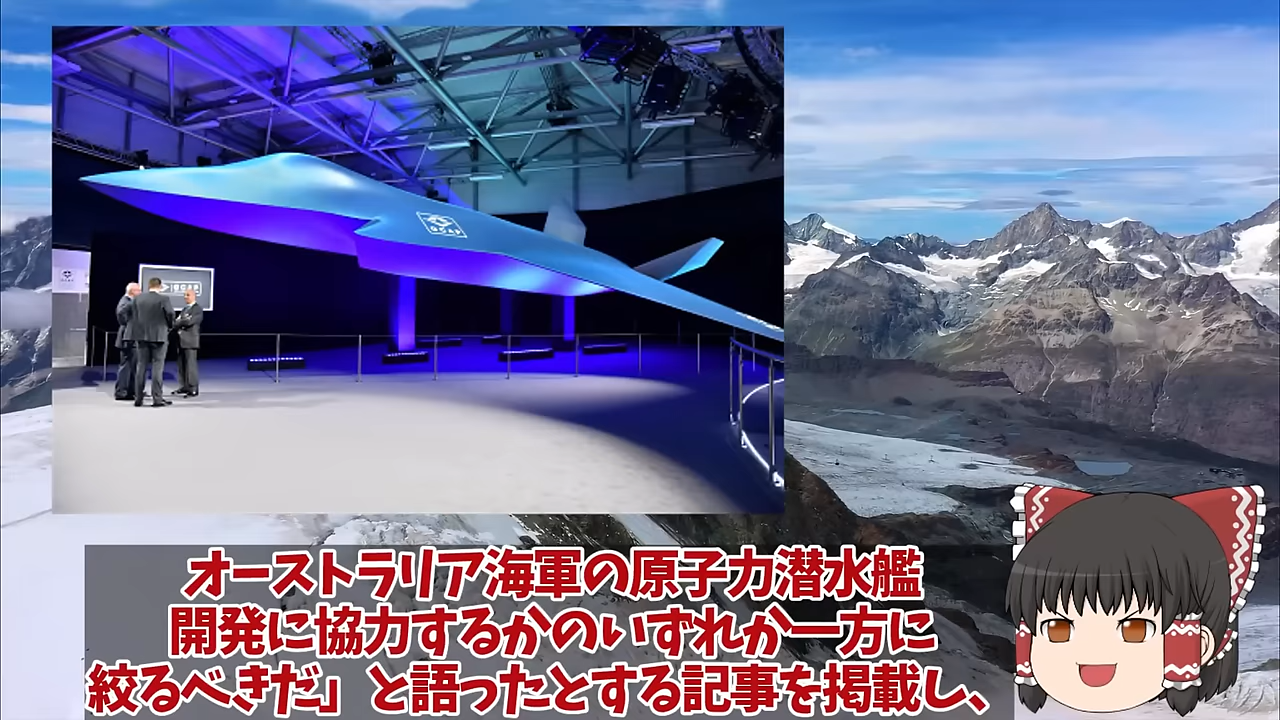 GCAP
GCAP
オーストラリア海軍の原子力潜水艦
開発に協力するかのいずれか一方に
絞るべきだ」と語ったとする記事を掲載し、